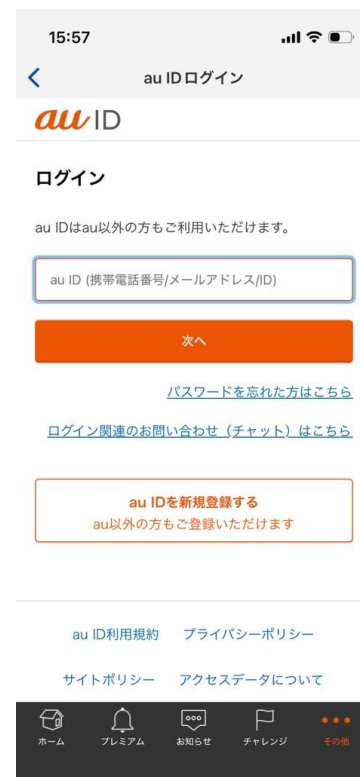 15:57
au IDログイン
au ID
ログイン
au IDはau以外の方もご利用いただけます。
au ID (携帯電話番号/メールアドレス/ID)
次へ
パスワードを忘れた方はこちら
ログイン関連のお問い合わせ（チャット）はこちら
au IDを新規登録する
au以外の方もご登録いただけます
au ID利用規約 プライバシーポリシー
サイトポリシー アクセスデータについて
ホーム プレミアム お知らせ チャレンジ その他